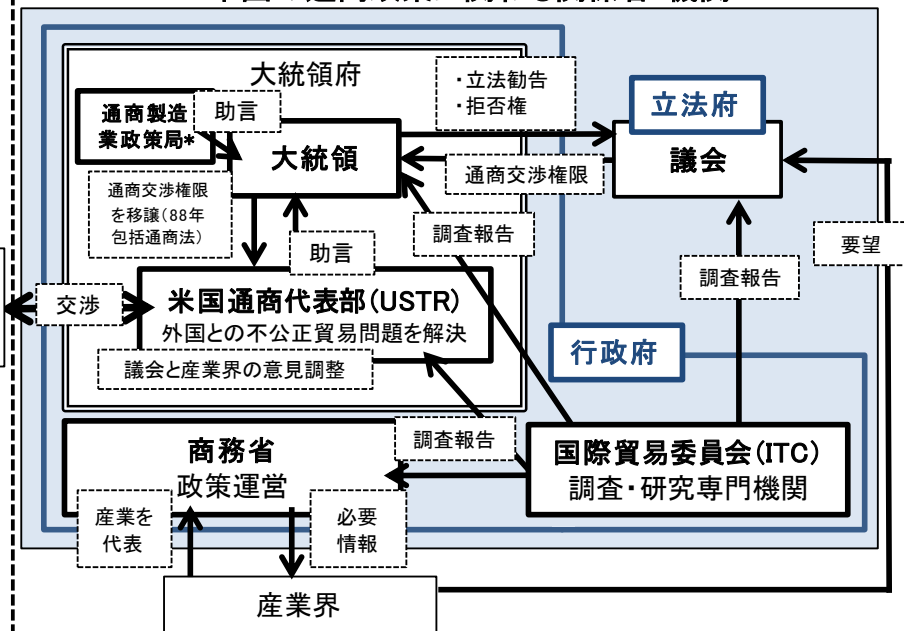 大統領府
通商製造
業政策局*
助言
大統領
・立法勧告
・拒否権
立法府
議会
通商交渉権限
通商交渉権限
を移譲(88年
包括通商法)
助言
調査報告
調査報告
要望
交渉
米国通商代表部(USTR)
外国との不公正貿易問題を解決
議会と産業界の意見調整
行政府
商務省
政策運営
調査報告
国際貿易委員会(ITC)
調査・研究専門機関
産業を
代表
必要
情報
産業界